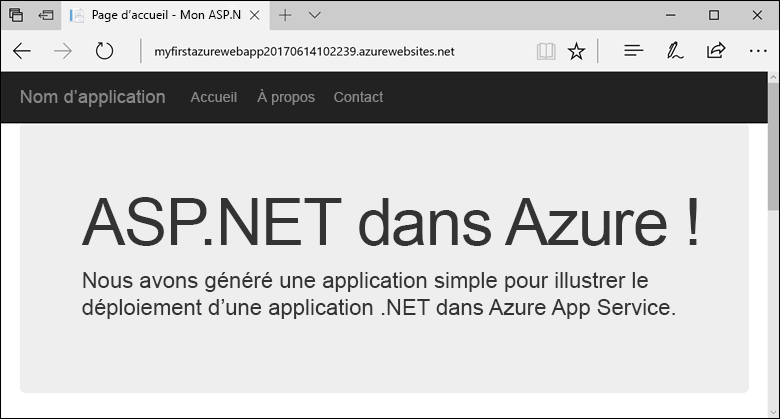 Page d'accueil - Mon ASP.N
myfirstazurewebapp20170614102239.azurewebsites.net
Nom d'application Accueil À propos Contact
ASP.NET dans Azure !
Nous avons généré une application simple pour illustrer le
déploiement d’une application .NET dans Azure App Service.